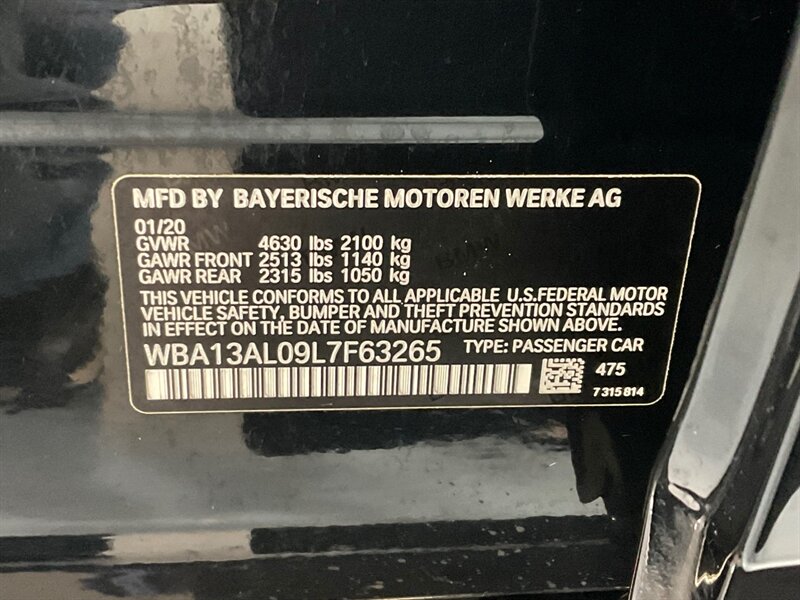 MFD BY BAYERISCHE MOTOREN WERKE AG
01/20
GVWR 4630 lbs 2100 kg
GAWR FRONT 2513 lbs 1140 kg
GAWR REAR 2315 lbs 1050 kg
THIS VEHICLE CONFORMS TO ALL APPLICABLE U.S.FEDERAL MOTOR
VEHICLE SAFETY, BUMPER AND THEFT PREVENTION STANDARDS
IN EFFECT ON THE DATE OF MANUFACTURE SHOWN ABOVE.
WBA13AL09L7F63265 TYPE: PASSENGER CAR
475
7 315 814